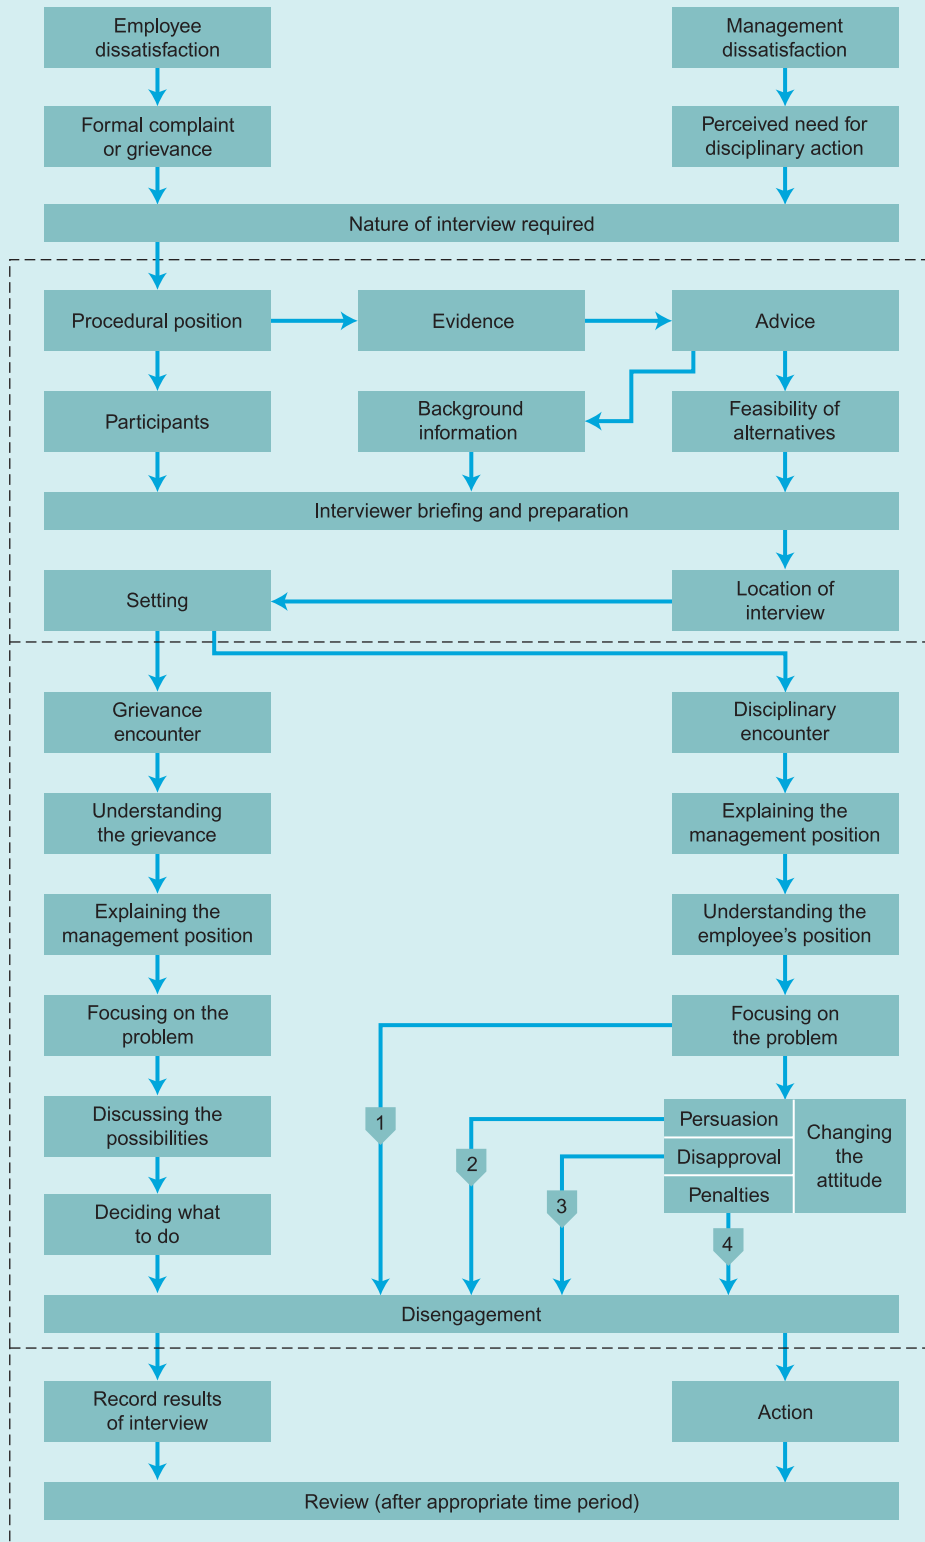 Employee
dissatisfaction
Management
dissatisfaction
Formal complaint
or grievance
Perceived need for
disciplinary action
Nature of interview required
Procedural position
Evidence
Advice
Participants
Background
information
Feasibility of
alternatives
Interviewer briefing and preparation
Setting
Location of
interview
Grievance
encounter
Disciplinary
encounter
Understanding
the grievance
Explaining the
management position
Explaining the
management position
Understanding the
employee's position
Focusing on the
problem
Focusing on
the problem
Discussing the
possibilities
1
2
3
4
Persuasion
Disapproval
Penalties
Changing
the
attitude
Deciding what
to do
Disengagement
Record results
of interview
Action
Review (after appropriate time period)